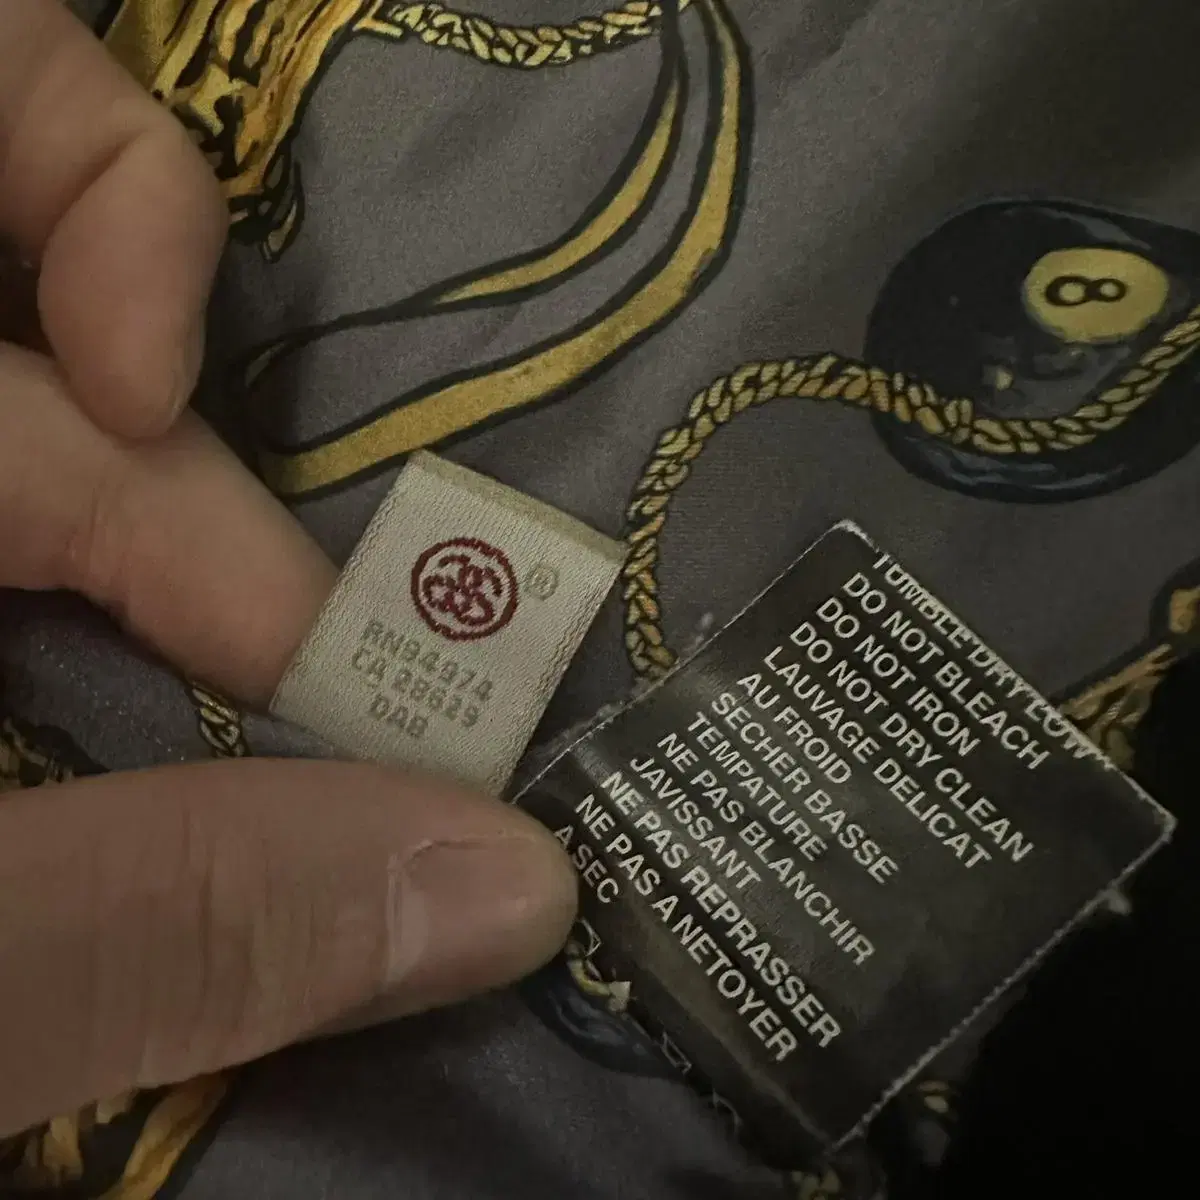 8
®
RN94974
CA 28629
DAB
TUMBLE DRY LOW
DO NOT BLEACH
DO NOT IRON
DO NOT DRY CLEAN
LAUVAGE DELICAT
AU FROID
SECHER BASSE
TEMPATURE
NE PAS BLANCHIR
JAVISSANT
NE PAS REPRASSER
NE PAS A NETOYER
A SEC